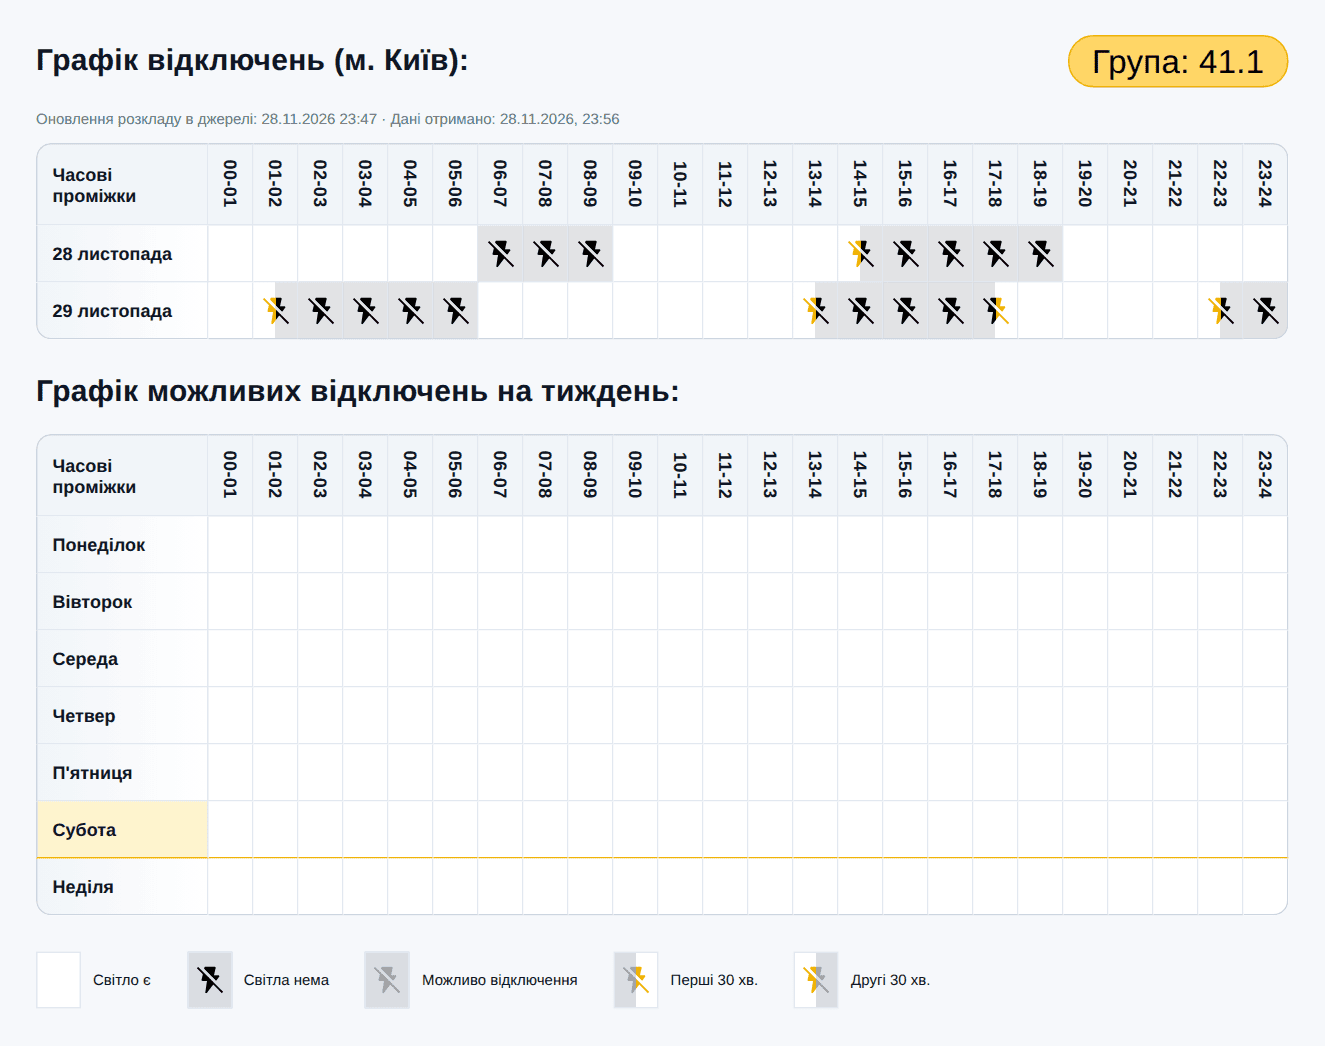 Графік відключень (м. Київ):
Група: 41.1
Оновлення розкладу в джерелі: 28.11.2026 23:47 · Дані отримано: 28.11.2026, 23:56
Часові проміжки 00-01 01-02 02-03 03-04 04-05 05-06 06-07 07-08 08-09 09-10 10-11 11-12 12-13 13-14 14-15 15-16 16-17 17-18 18-19 19-20 20-21 21-22 22-23 23-24
28 листопада
29 листопада
Графік можливих відключень на тиждень:
Часові проміжки 00-01 01-02 02-03 03-04 04-05 05-06 06-07 07-08 08-09 09-10 10-11 11-12 12-13 13-14 14-15 15-16 16-17 17-18 18-19 19-20 20-21 21-22 22-23 23-24
Понеділок
Вівторок
Середа
Четвер
П'ятниця
Субота
Неділя
Світло є Світла нема Можливо відключення Перші 30 хв. Другі 30 хв.